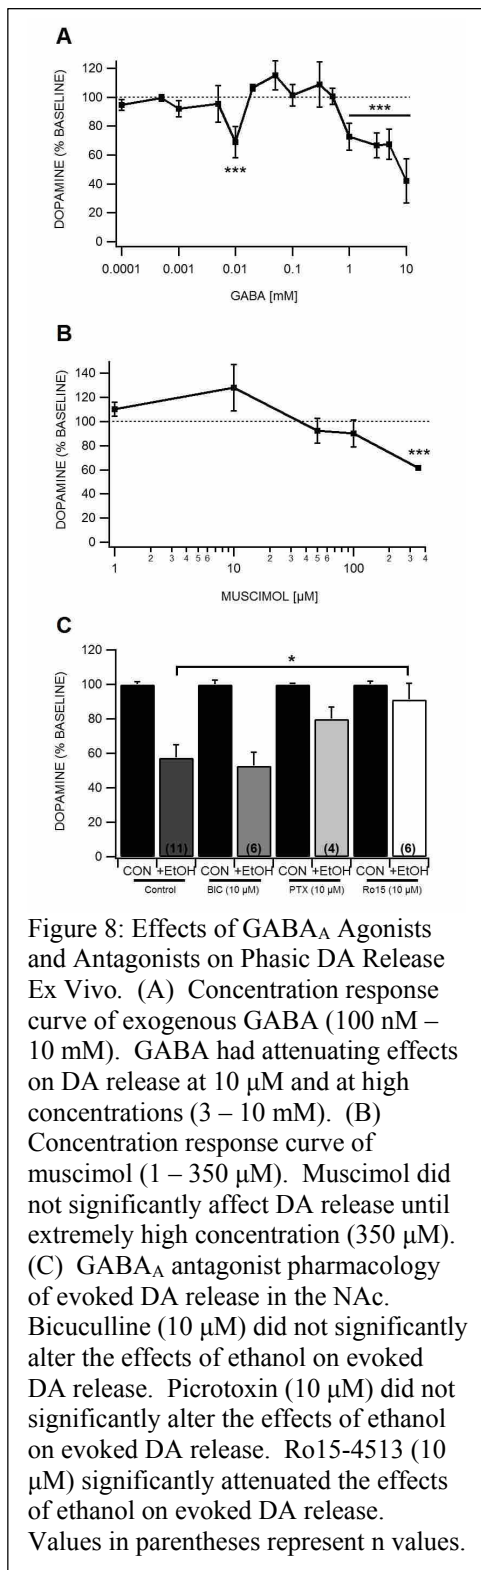 A
DOPAMINE (% BASELINE)
120
100
80
60
40
20
0
***
***
0.0001 0.001 0.01 0.1 1 10
GABA [mM]
B
DOPAMINE (% BASELINE)
140
120
100
80
60
40
20
0
***
1 2 3 4 5 6 10 2 3 4 5 6 100 2 3 4
MUSCIMOL [µM]
C
DOPAMINE (% BASELINE)
120
100
80
60
40
20
0
*
(11) (6) (4) (6)
CON +EtOH CON +EtOH CON +EtOH CON +EtOH
Control BIC (10 µM) PTX (10 µM) Ro15 (10 µM)
Figure 8: Effects of GABAA Agonists
and Antagonists on Phasic DA Release
Ex Vivo. (A) Concentration response
curve of exogenous GABA (100 nM –
10 mM). GABA had attenuating effects
on DA release at 10 µM and at high
concentrations (3 – 10 mM). (B)
Concentration response curve of
muscimol (1 – 350 µM). Muscimol did
not significantly affect DA release until
extremely high concentration (350 µM).
(C) GABAA antagonist pharmacology
of evoked DA release in the NAc.
Bicuculline (10 µM) did not significantly
alter the effects of ethanol on evoked
DA release. Picrotoxin (10 µM) did not
significantly alter the effects of ethanol
on evoked DA release. Ro15-4513 (10
µM) significantly attenuated the effects
of ethanol on evoked DA release.
Values in parentheses represent n values.